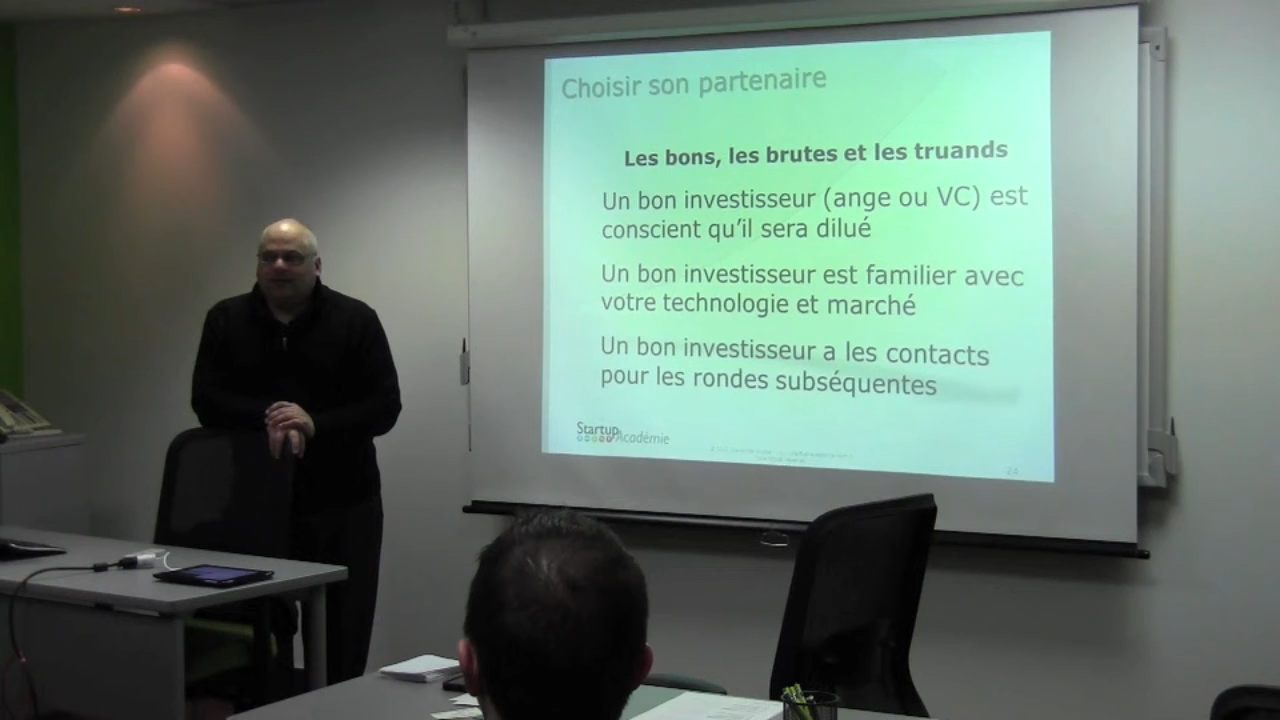 Choisir son partenaire
Les bons, les brutes et les truands
Un bon investisseur (ange ou VC) est
conscient qu'il sera dilué
Un bon investisseur est familier avec
votre technologie et marché
Un bon investisseur a les contacts
pour les rondes subséquentes
Startup Académie
24